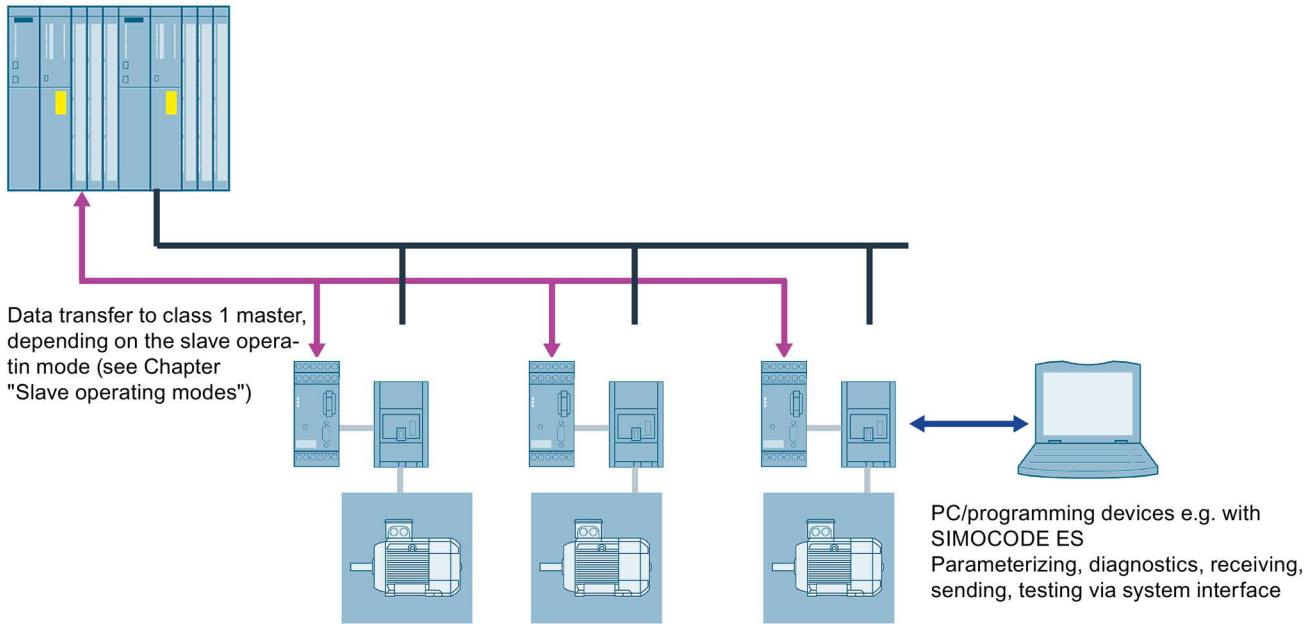 Data transfer to class 1 master,
depending on the slave opera-
tin mode (see Chapter
"Slave operating modes")
PC/programming devices e.g. with
SIMOCODE ES
Parameterizing, diagnostics, receiving,
sending, testing via system interface